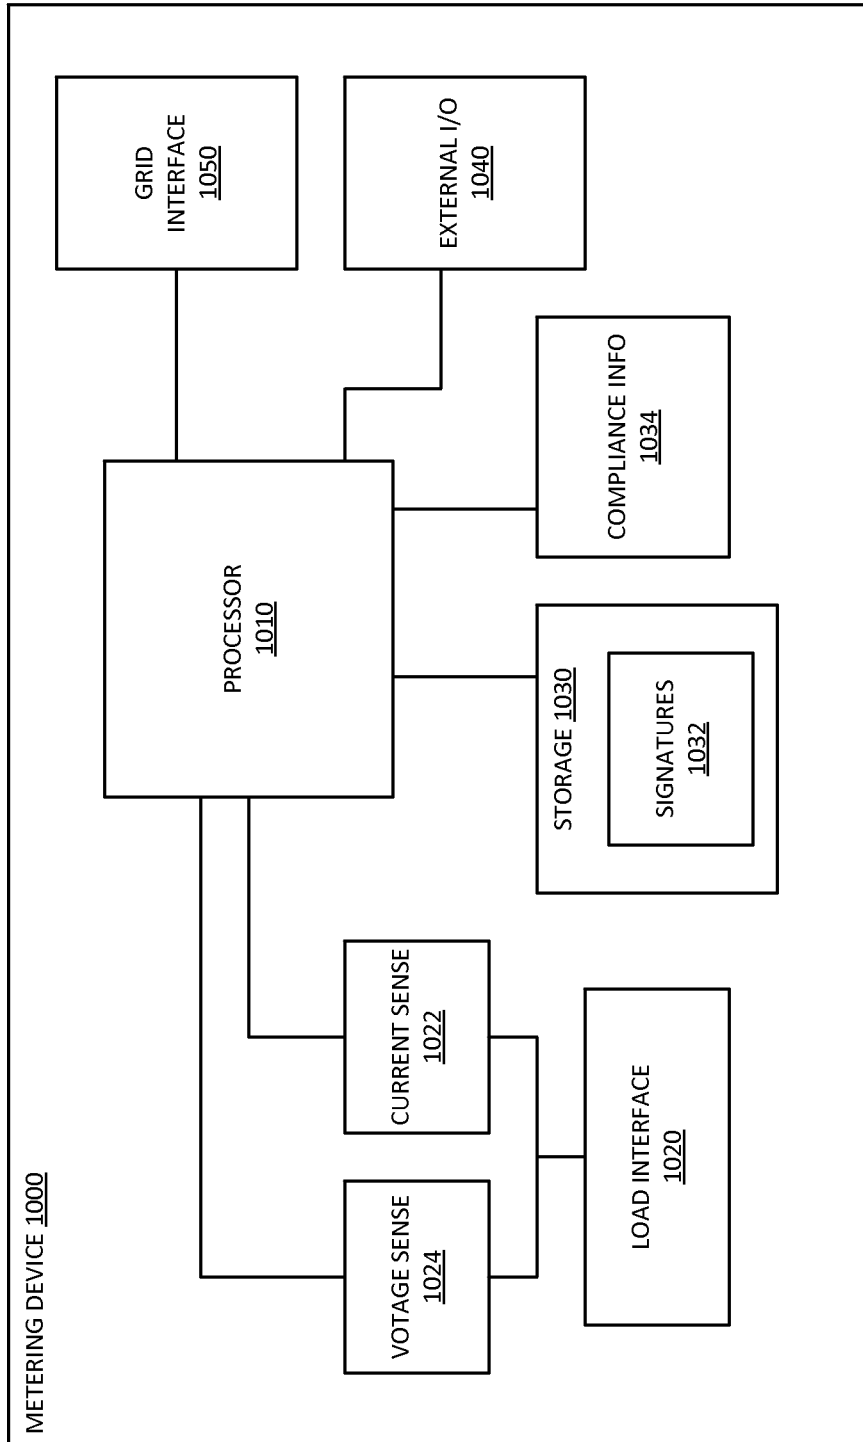 METERING DEVICE 1000
VOTAGE SENSE
1024
CURRENT SENSE
1022
LOAD INTERFACE
1020
PROCESSOR
1010
STORAGE 1030
SIGNATURES
1032
COMPLIANCE INFO
1034
GRID
INTERFACE
1050
EXTERNAL I/O
1040